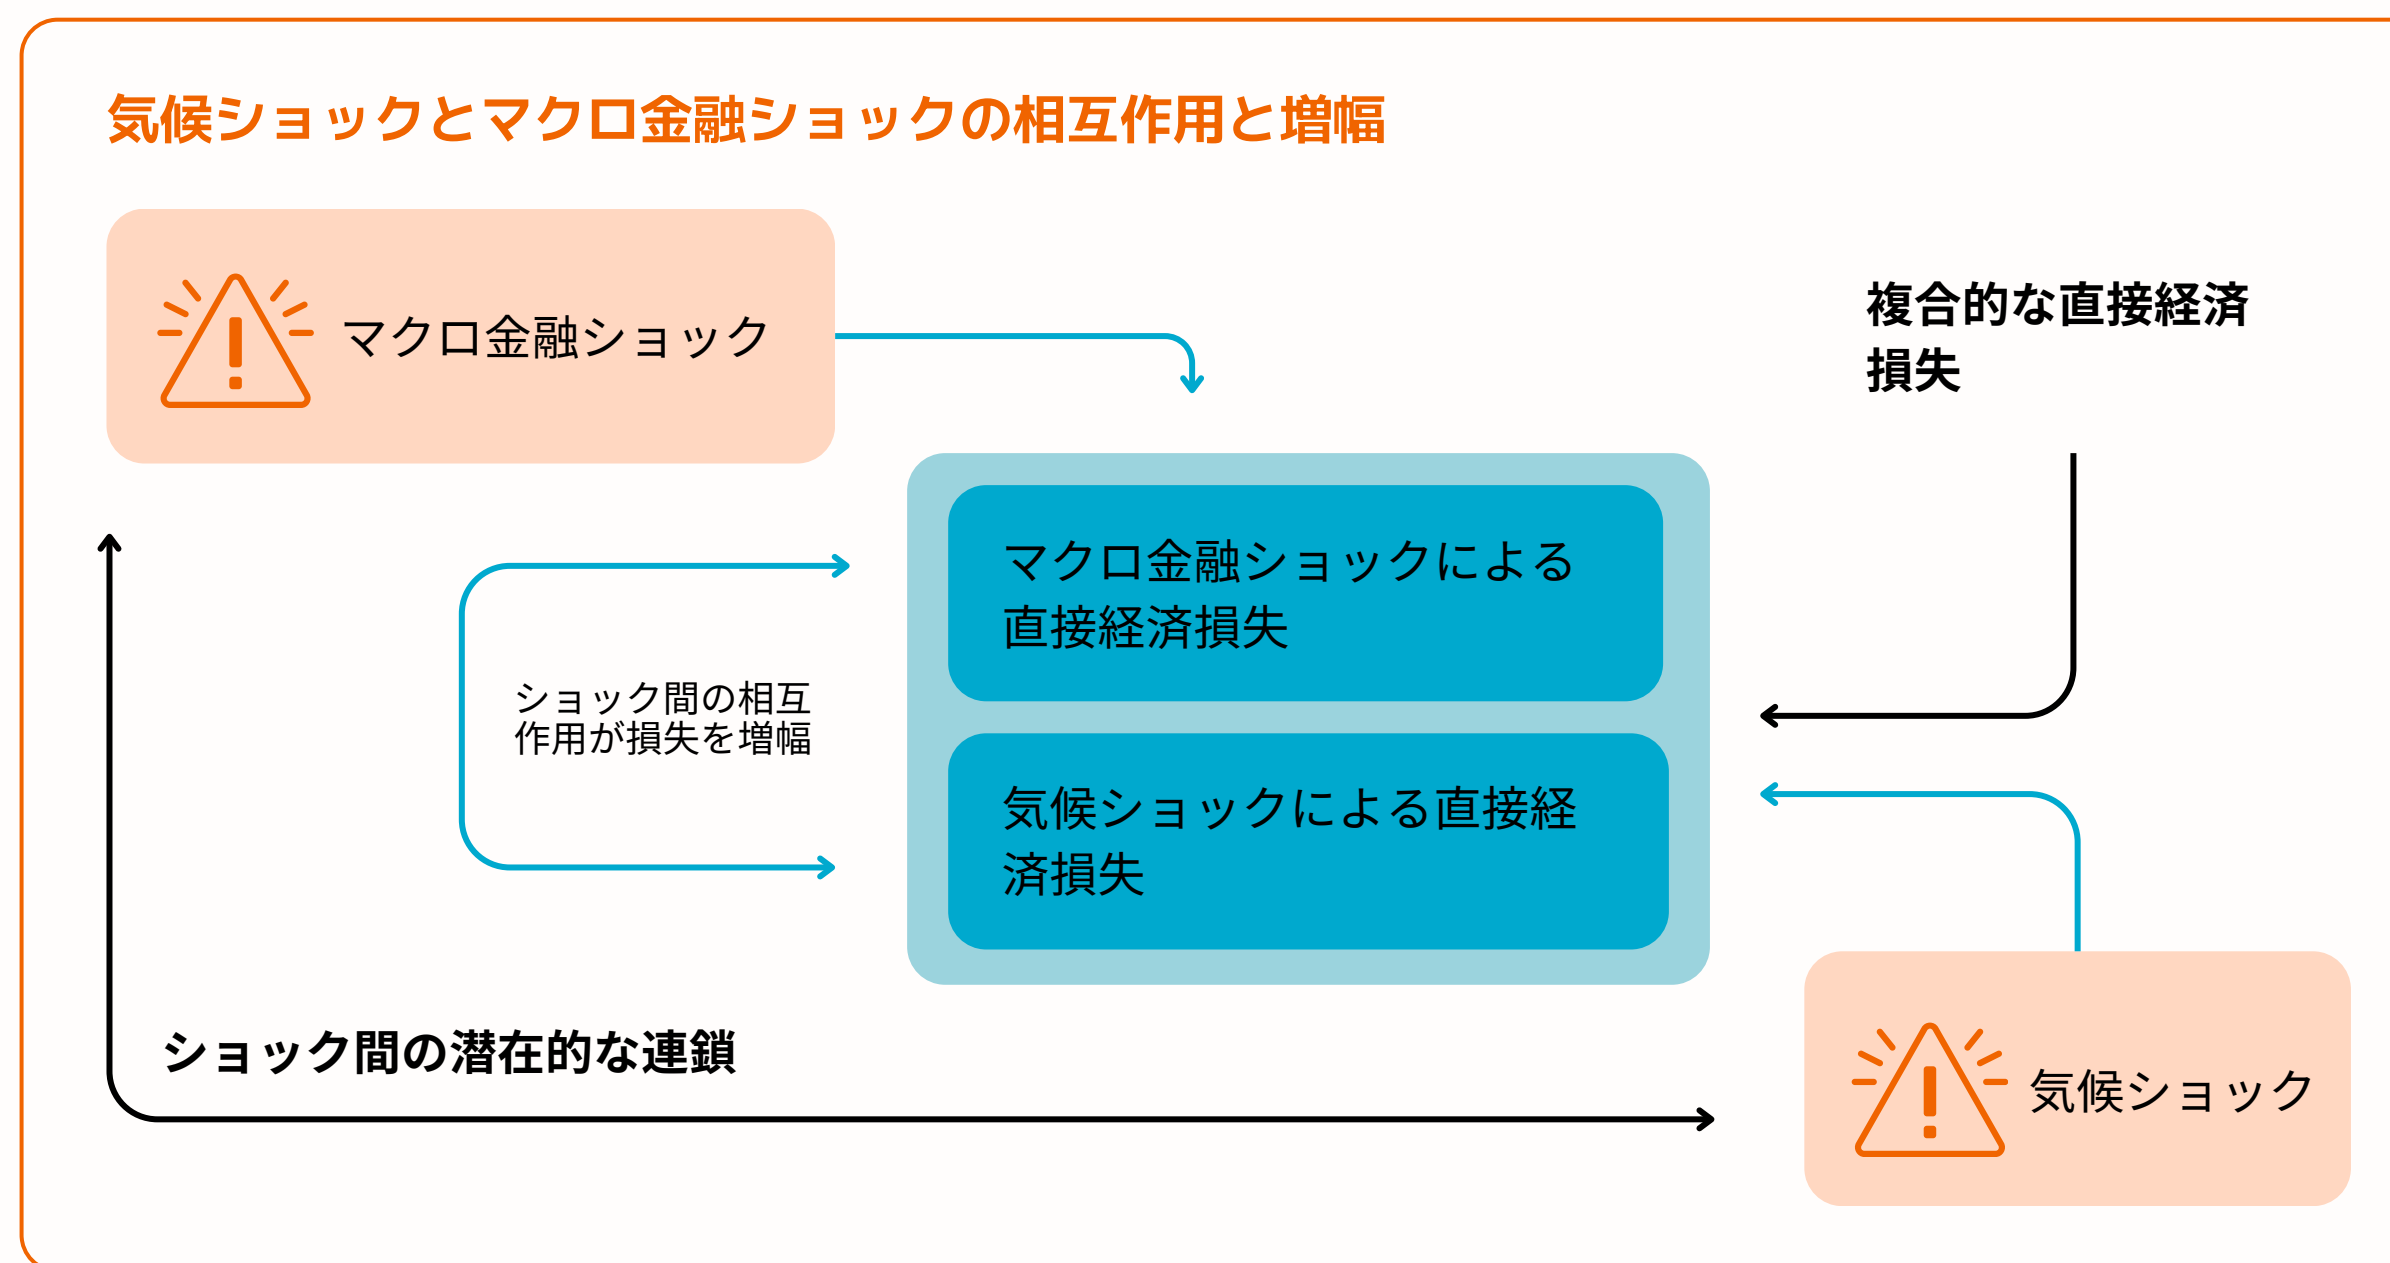 気候ショックとマクロ金融ショックの相互作用と増幅
マクロ金融ショック
複合的な直接経済
損失
マクロ金融ショックによる
直接経済損失
ショック間の相互
作用が損失を増幅
気候ショックによる直接経
済損失
ショック間の潜在的な連鎖
気候ショック